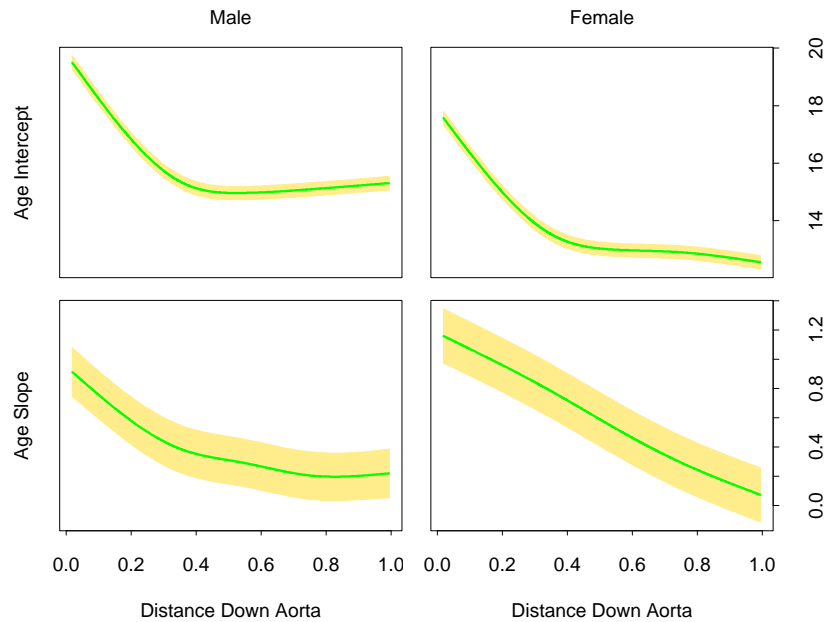 Male Female
Age Intercept
20
18
16
14
Age Slope
1.2
0.8
0.4
0.0
0.0 0.2 0.4 0.6 0.8 1.0 0.0 0.2 0.4 0.6 0.8 1.0
Distance Down Aorta Distance Down Aorta